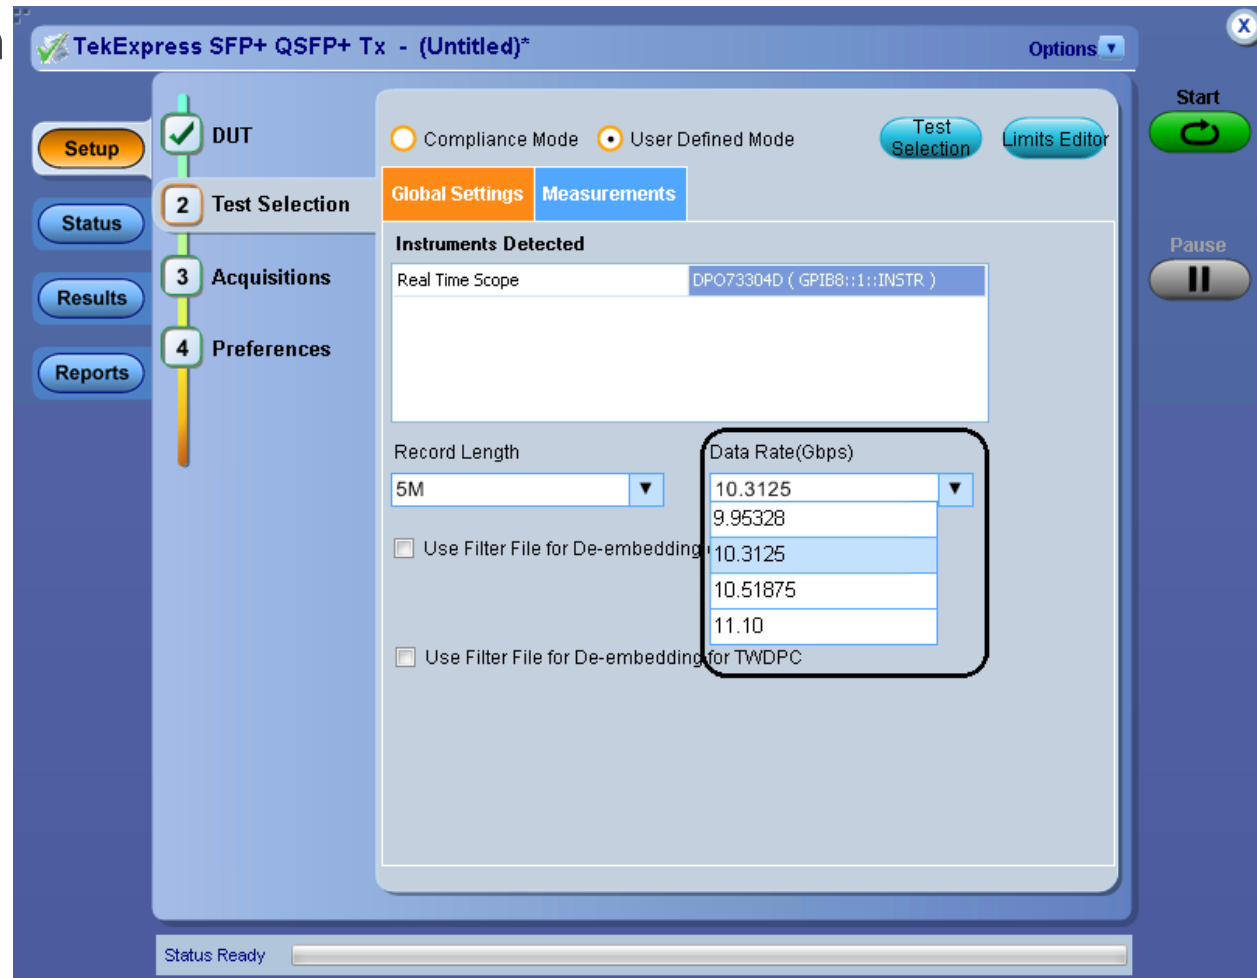 TekExpress SFP+ QSFP+ Tx - (Untitled)*
Options
X
Start
Setup
Status
Results
Reports
DUT
2 Test Selection
3 Acquisitions
4 Preferences
Compliance Mode
User Defined Mode
Test Selection
Limits Editor
Pause
Global Settings
Measurements
Instruments Detected
Real Time Scope
DPO73304D ( GPIB8::1::INSTR )
Record Length
Data Rate(Gbps)
5M
10.3125
9.95328
10.3125
10.51875
11.10
Use Filter File for De-embedding
Use Filter File for De-embedding for TWDPC
Status Ready